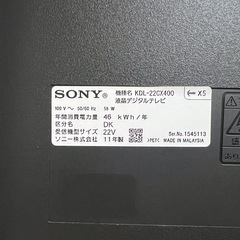 SONY 機種名 KDL-22CX400
液晶デジタルテレビ
XS
100 V ～ 50/60 Hz 55 W
年間消費電力量 46 kWh/年
区分名 DK
受信機型サイズ 22V
ソニー株式会社 11年製
Ser.No.1545113
>PET< MADE IN MALAYSIA